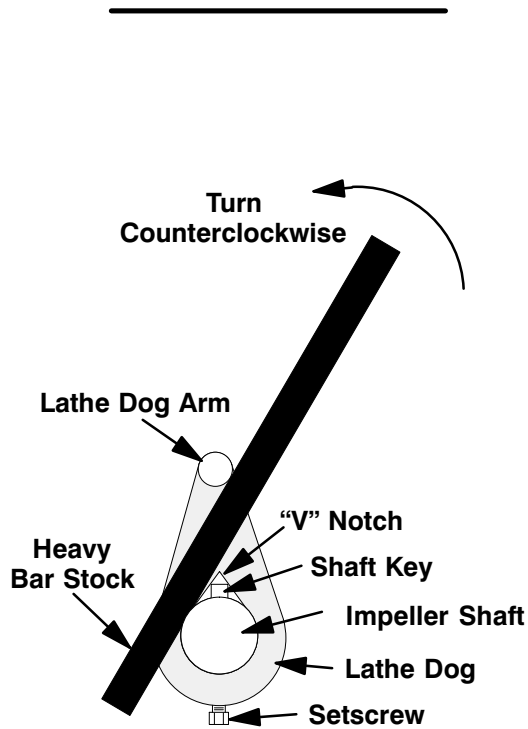 Turn
Counterclockwise
Lathe Dog Arm
“V” Notch
Heavy
Bar Stock
Shaft Key
Impeller Shaft
Lathe Dog
Setscrew